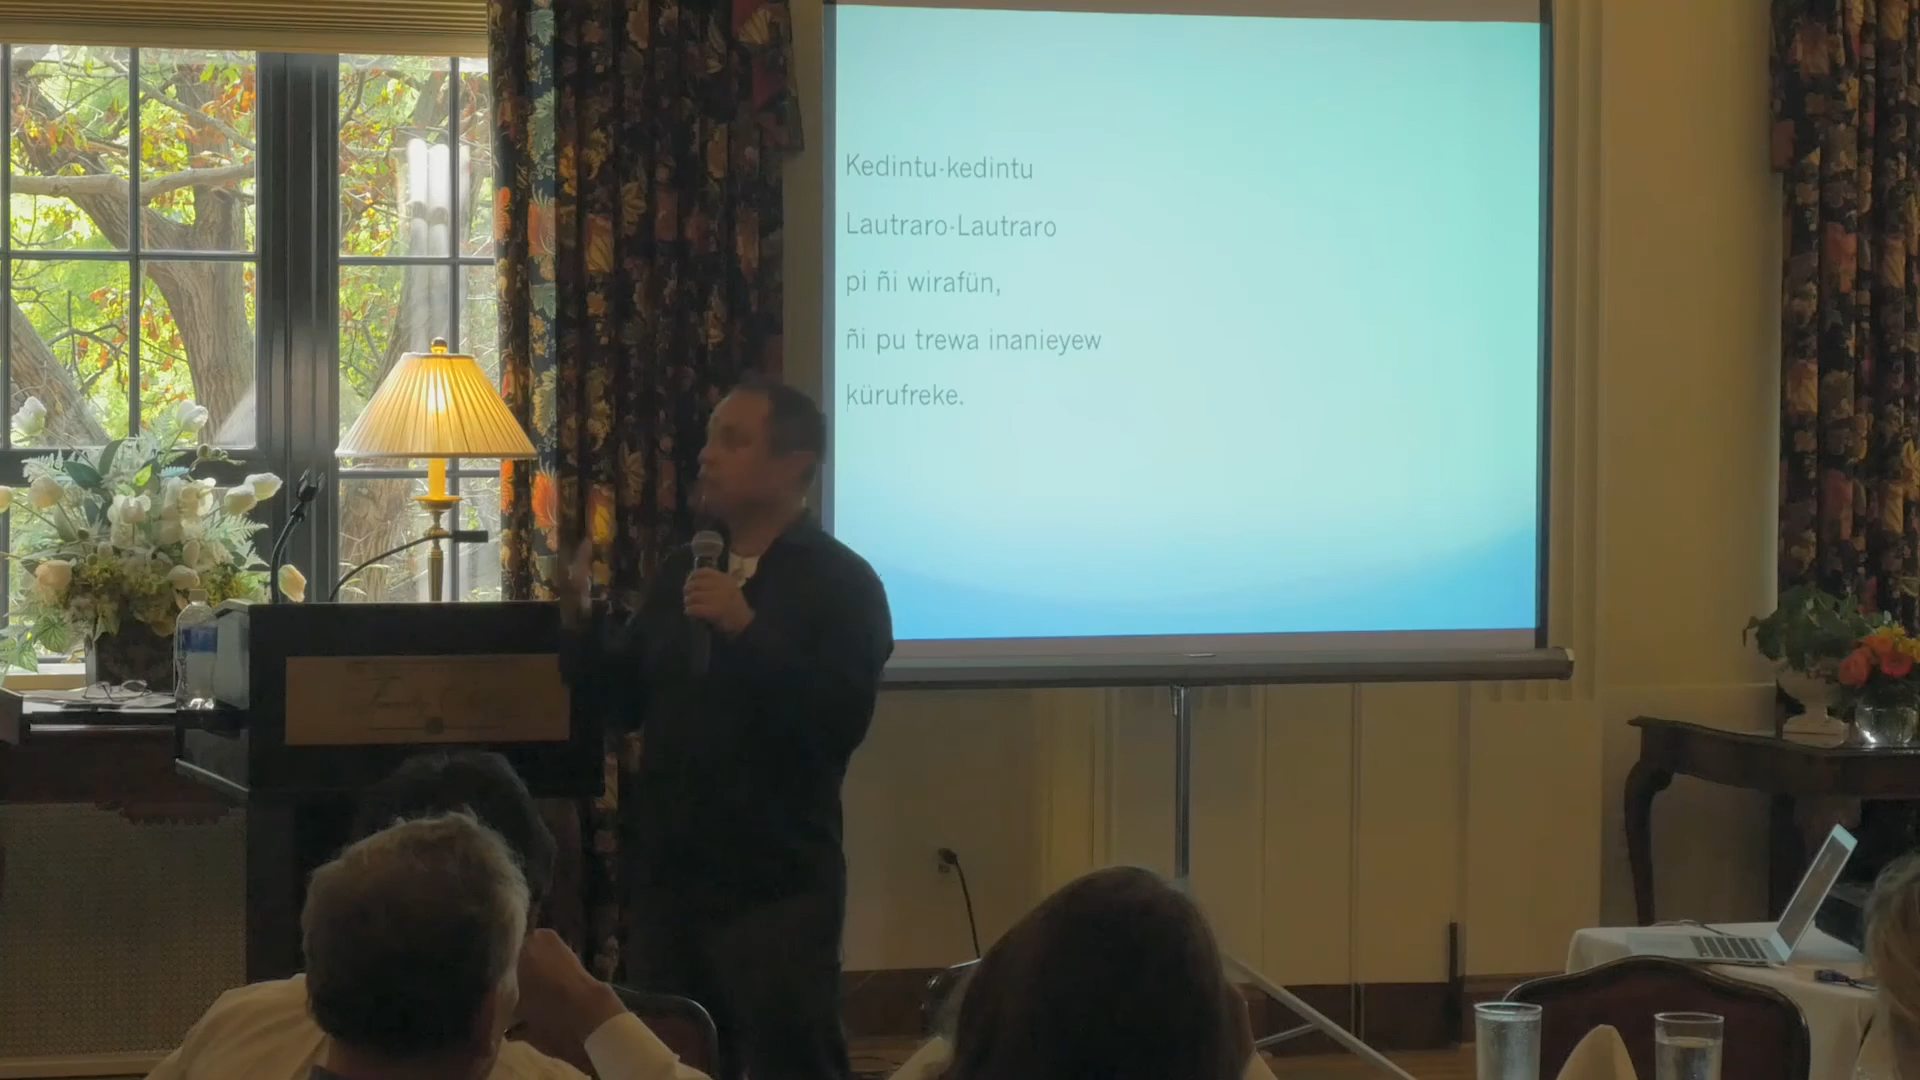 Kedintu-kedintu
Lautraro-Lautraro
pi ñi wirafün,
ñi pu trewa inanieyew
kürufreke.